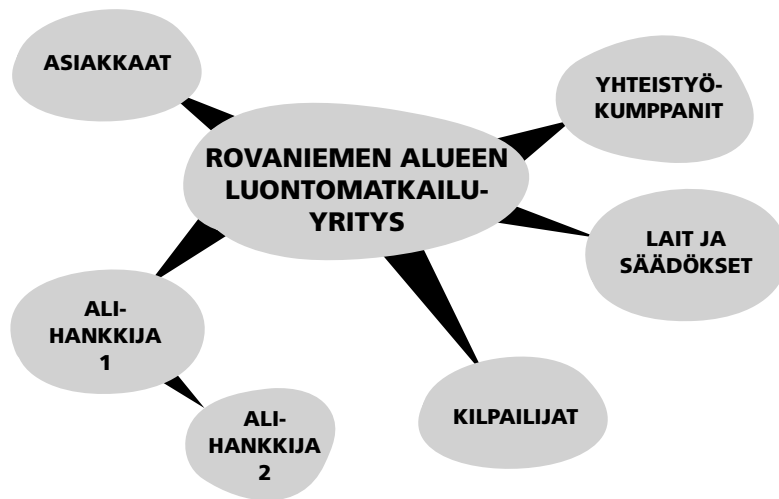 ASIAKKAAT
YHTEISTYÖ-
KUMPPANIT
ROVANIEMEN ALUEEN
LUONTOMATKAILU-
YRITYS
LAIT JA
SÄÄDÖKSET
ALI-
HANKKIJA
1
KILPAILIJAT
ALI-
HANKKIJA
2